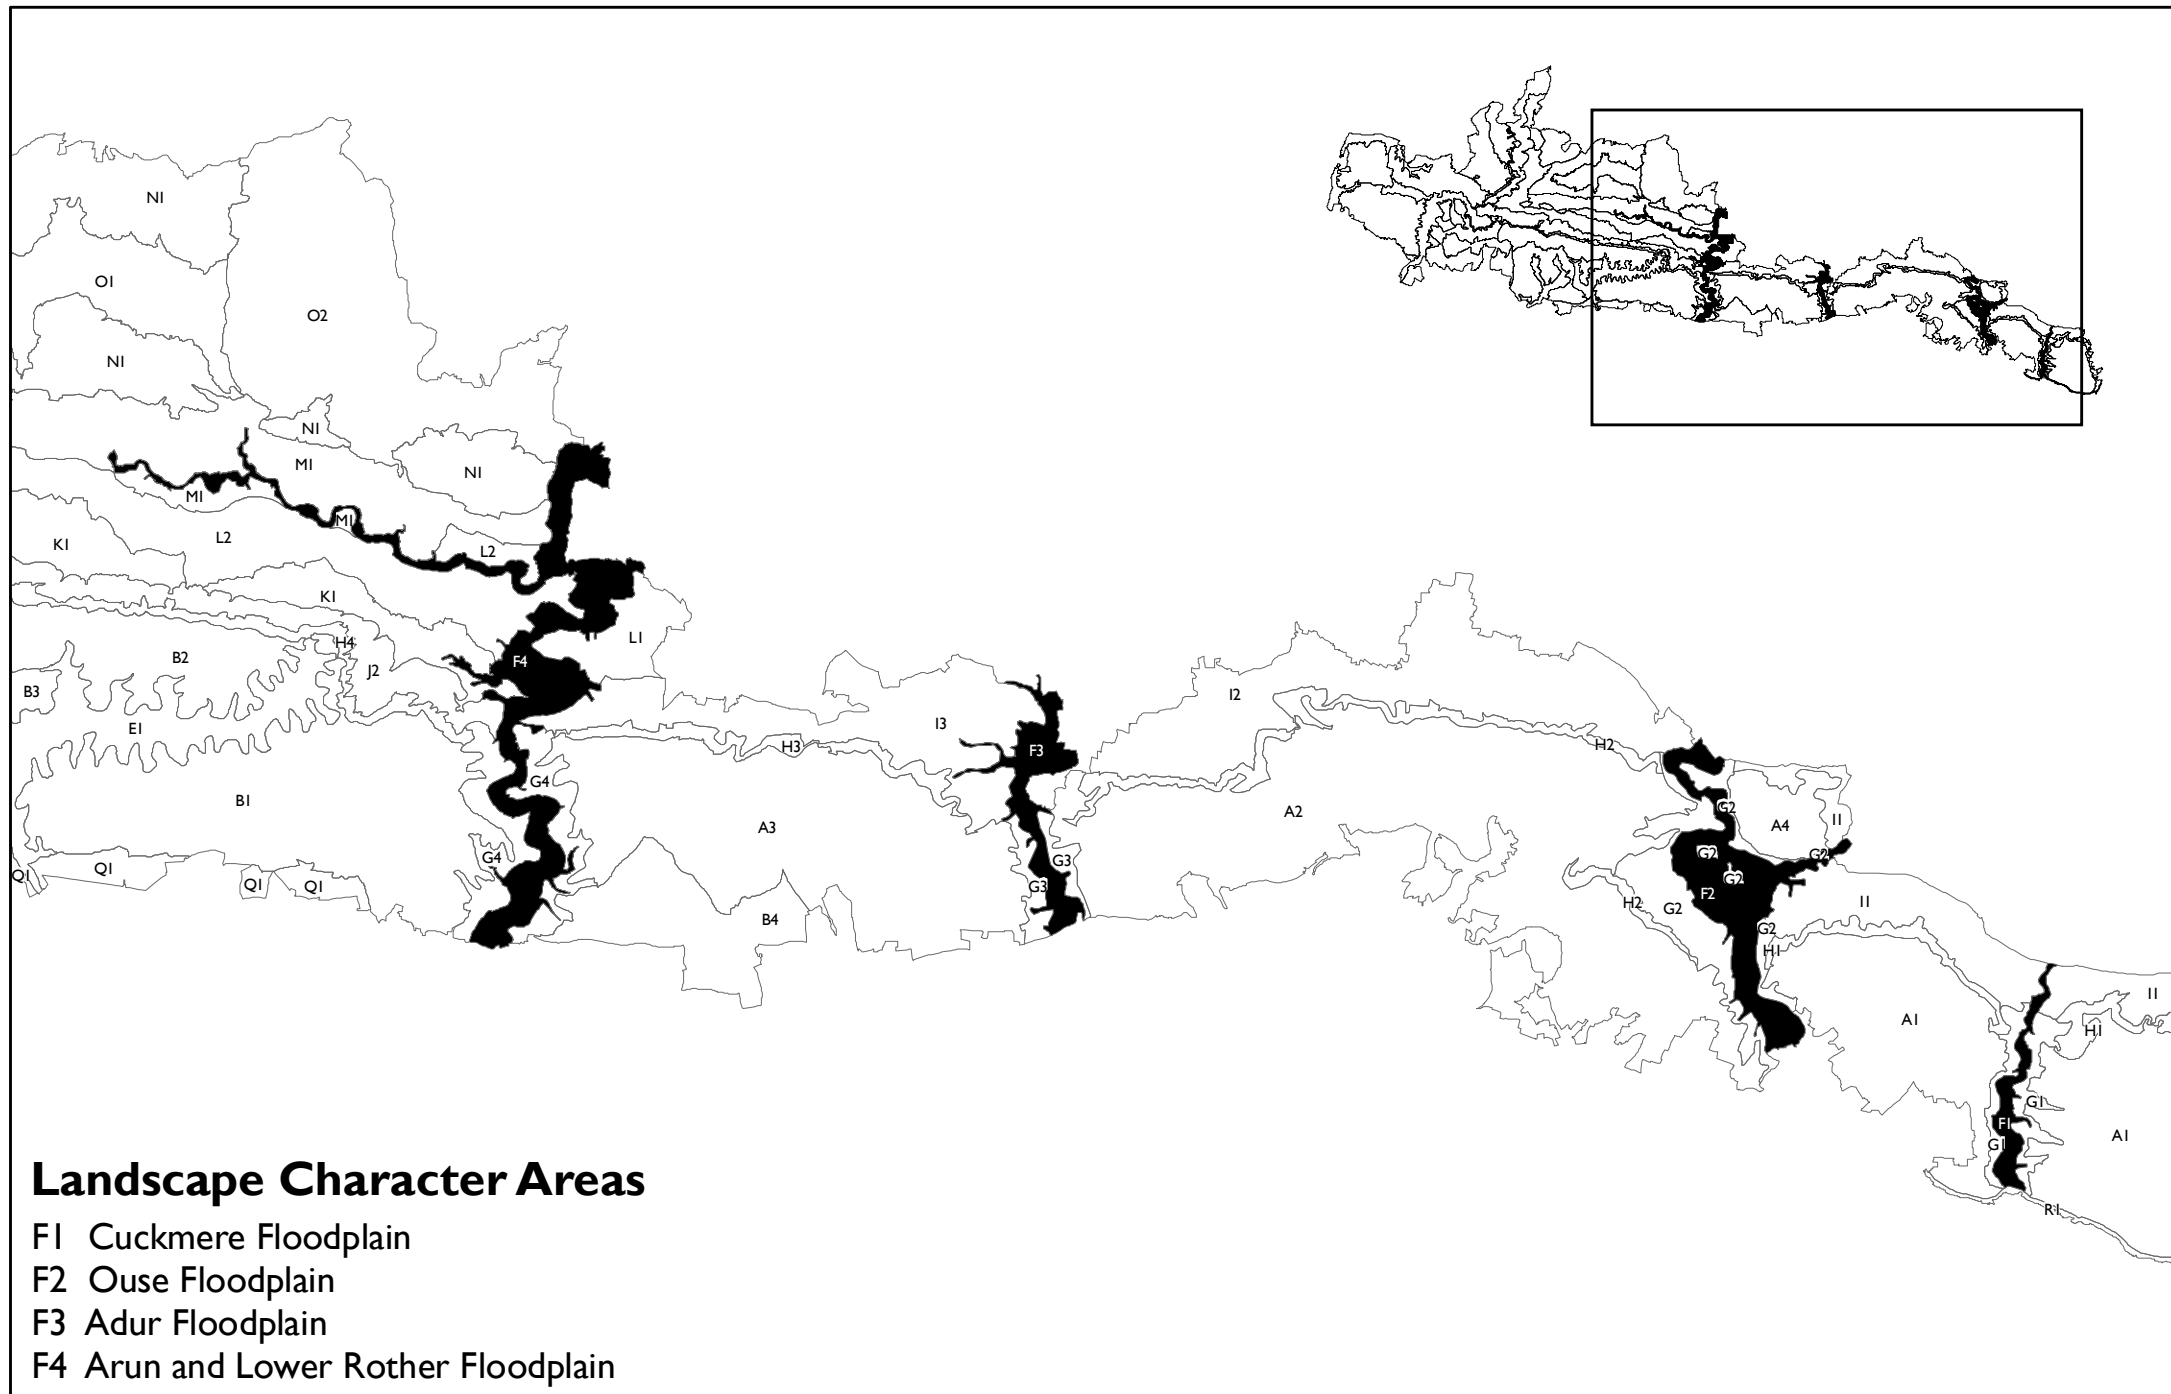 N1
O1
O2
N1
N1
M1
N1
M1
M1
L2
K1
L2
K1
L1
H4
B2
F4
J2
B3
I2
E1
I3
H3
H2
F3
G4
B1
G2
A2
A3
A4
I1
G4
G2
G2
G3
Q1
Q1
G2
Q1
Q1
G3
F2
I1
H2
G2
B4
G2
H1
I1
A1
H1
G1
F1
A1
G1
R1
Landscape Character Areas
F1 Cuckmere Floodplain
F2 Ouse Floodplain
F3 Adur Floodplain
F4 Arun and Lower Rother Floodplain